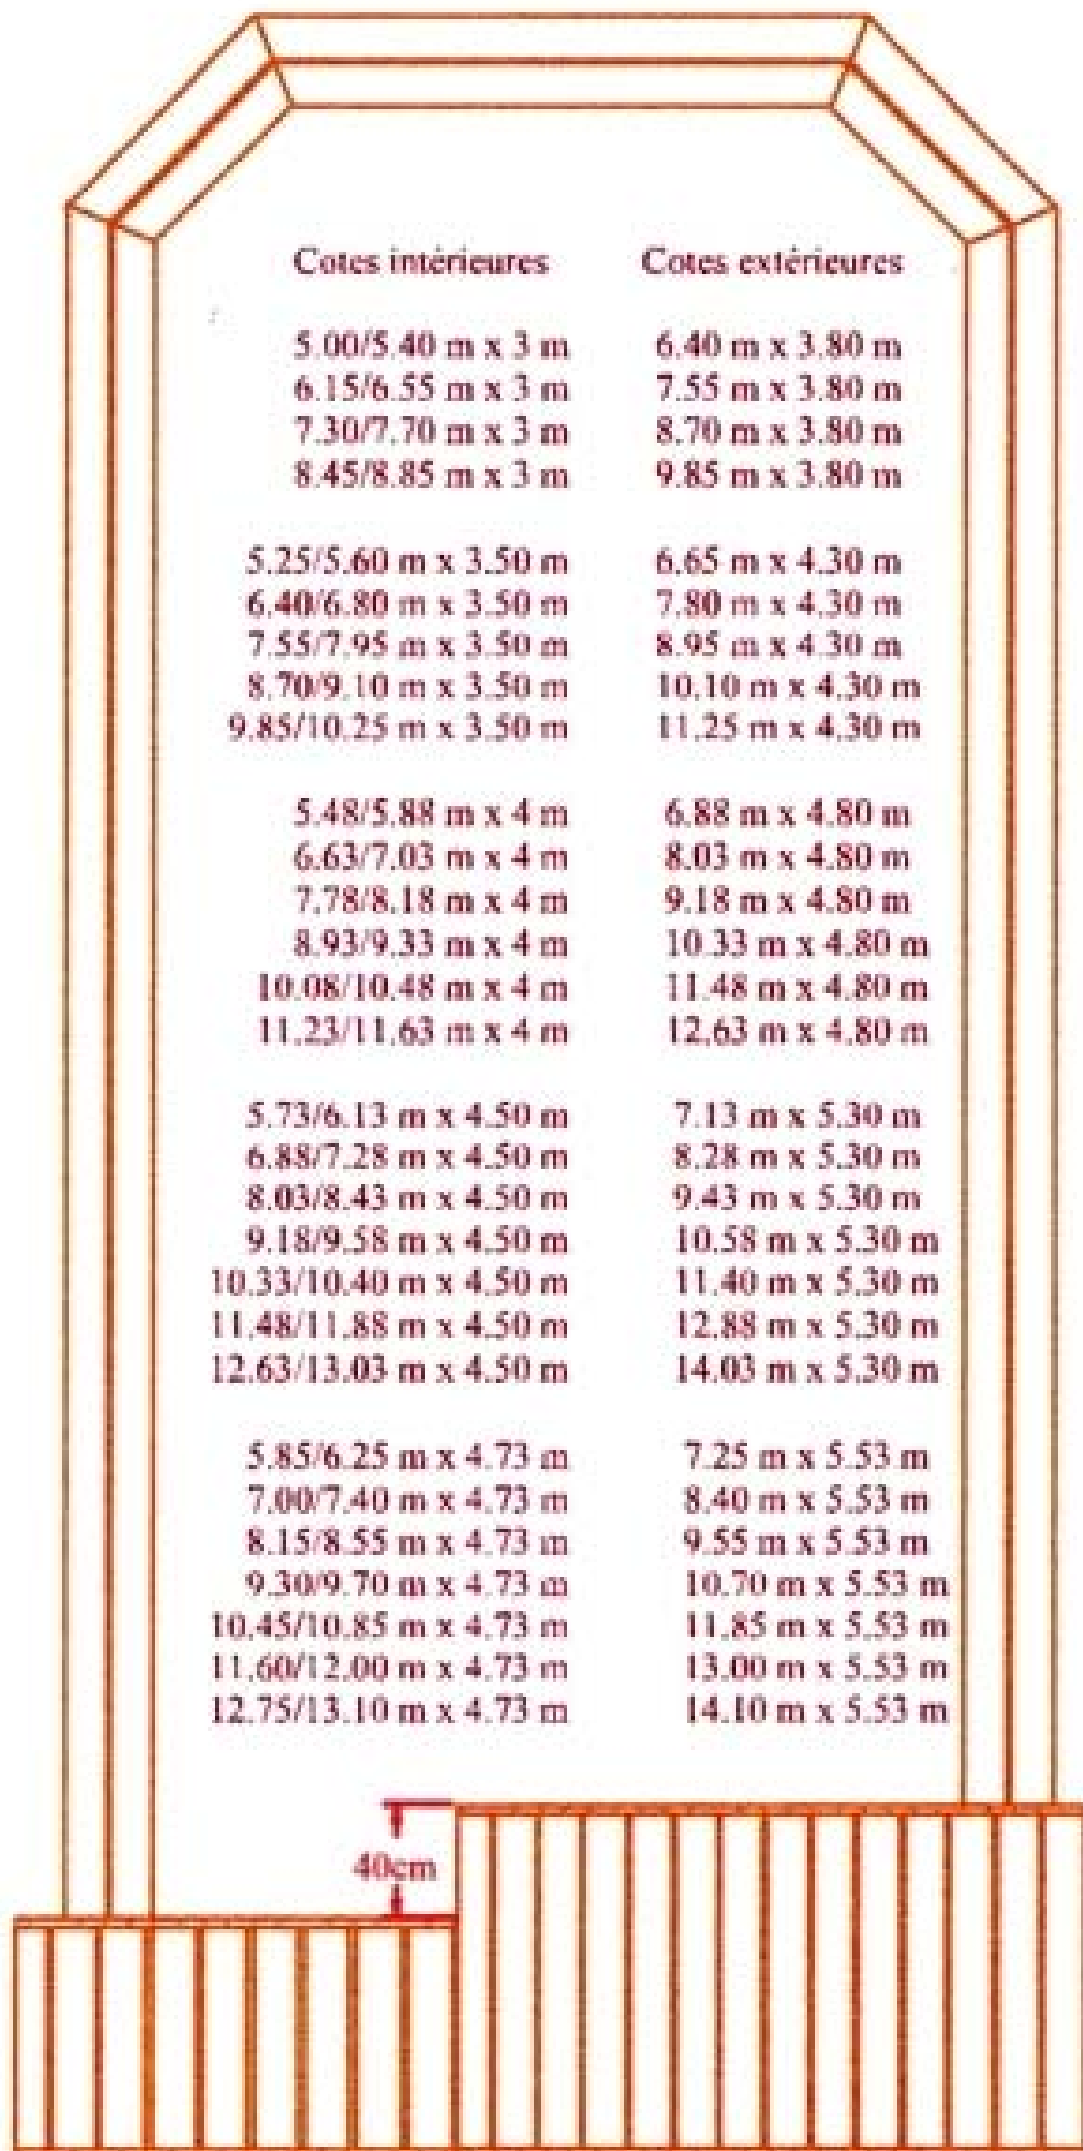 Cotes intérieures Cotes extérieures
5.00/5.40 m x 3 m 6.40 m x 3.80 m
6.15/6.55 m x 3 m 7.55 m x 3.80 m
7.30/7.70 m x 3 m 8.70 m x 3.80 m
8.45/8.85 m x 3 m 9.85 m x 3.80 m
5.25/5.60 m x 3.50 m 6.65 m x 4.30 m
6.40/6.80 m x 3.50 m 7.80 m x 4.30 m
7.55/7.95 m x 3.50 m 8.95 m x 4.30 m
8.70/9.10 m x 3.50 m 10.10 m x 4.30 m
9.85/10.25 m x 3.50 m 11.25 m x 4.30 m
5.48/5.88 m x 4 m 6.88 m x 4.80 m
6.63/7.03 m x 4 m 8.03 m x 4.80 m
7.78/8.18 m x 4 m 9.18 m x 4.80 m
8.93/9.33 m x 4 m 10.33 m x 4.80 m
10.08/10.48 m x 4 m 11.48 m x 4.80 m
11.23/11.63 m x 4 m 12.63 m x 4.80 m
5.73/6.13 m x 4.50 m 7.13 m x 5.30 m
6.88/7.28 m x 4.50 m 8.28 m x 5.30 m
8.03/8.43 m x 4.50 m 9.43 m x 5.30 m
9.18/9.58 m x 4.50 m 10.58 m x 5.30 m
10.33/10.40 m x 4.50 m 11.40 m x 5.30 m
11.48/11.88 m x 4.50 m 12.88 m x 5.30 m
12.63/13.03 m x 4.50 m 14.03 m x 5.30 m
5.85/6.25 m x 4.73 m 7.25 m x 5.53 m
7.00/7.40 m x 4.73 m 8.40 m x 5.53 m
8.15/8.55 m x 4.73 m 9.55 m x 5.53 m
9.30/9.70 m x 4.73 m 10.70 m x 5.53 m
10.45/10.85 m x 4.73 m 11.85 m x 5.53 m
11.60/12.00 m x 4.73 m 13.00 m x 5.53 m
12.75/13.10 m x 4.73 m 14.10 m x 5.53 m
40cm